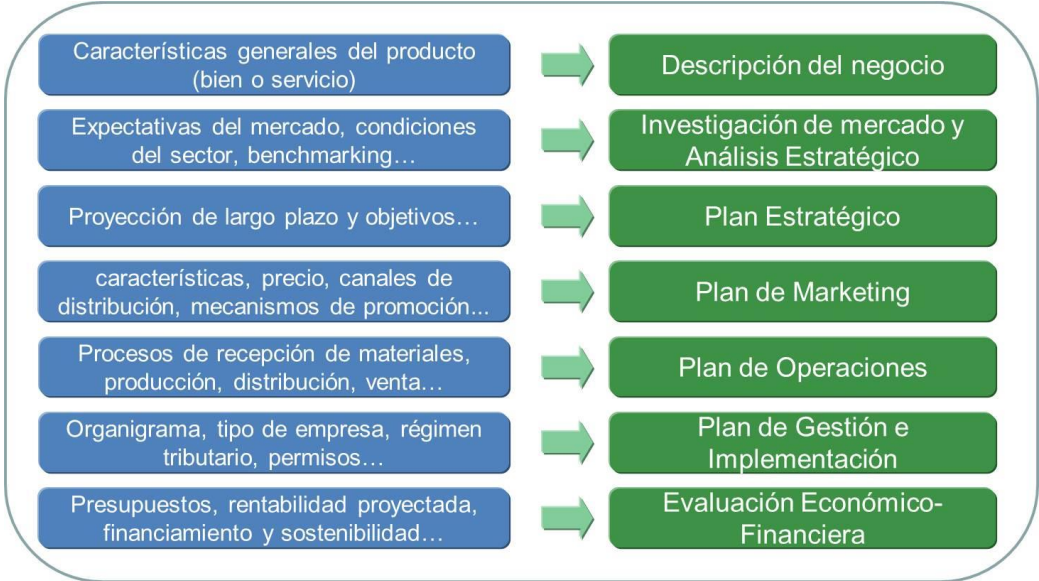 Características generales del producto
(bien o servicio)
Descripción del negocio
Expectativas del mercado, condiciones
del sector, benchmarking…
Investigación de mercado y
Análisis Estratégico
Proyección de largo plazo y objetivos…
Plan Estratégico
características, precio, canales de
distribución, mecanismos de promoción...
Plan de Marketing
Procesos de recepción de materiales,
producción, distribución, venta…
Plan de Operaciones
Organigrama, tipo de empresa, régimen
tributario, permisos…
Plan de Gestión e
Implementación
Presupuestos, rentabilidad proyectada,
financiamiento y sostenibilidad…
Evaluación Económico-
Financiera